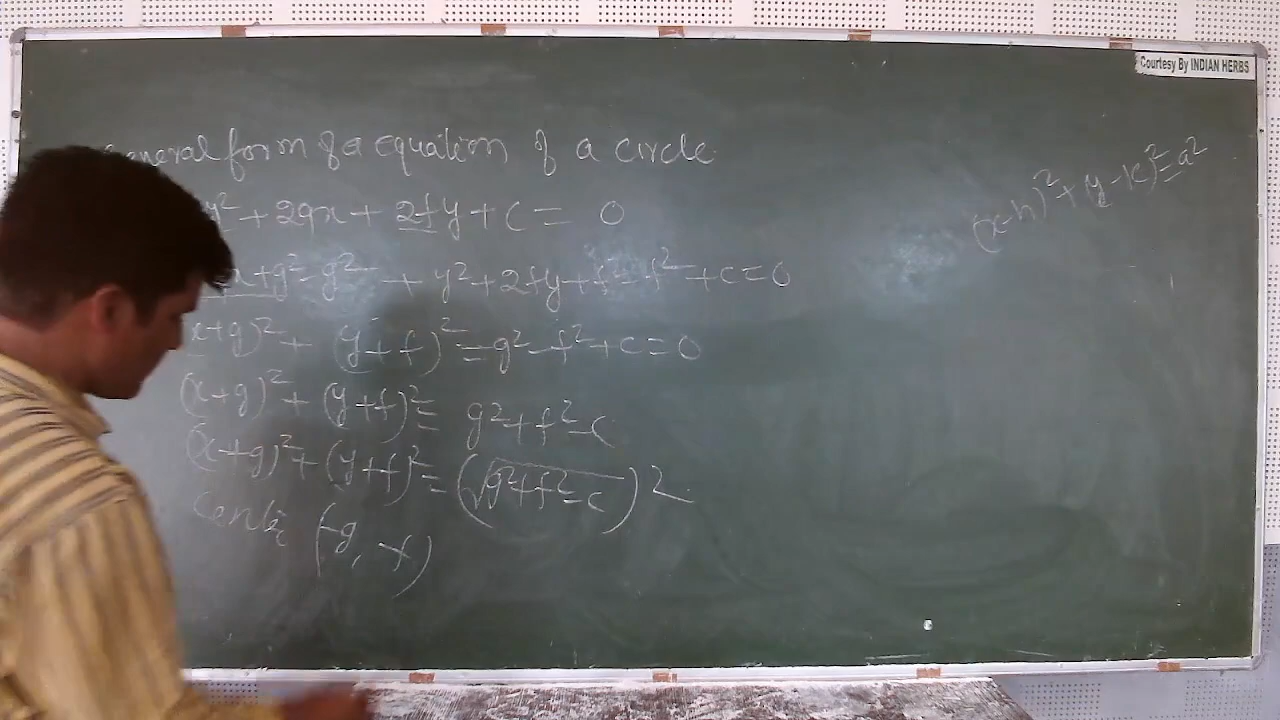 Courtesy By INDIAN HERBS
General form of a equation of a circle
y² + 2gx + 2fy + c = 0
(x-h)² + (y-k)² = a²
x+g² - g² + y² + 2fy + f² - f² + c = 0
x+g)² + (y+f)² = g² - f² + c = 0
(x+g)² + (y+f)² = g² + f² - c
(x+g)² + (y+f)² = (√g²+f²-c)²
(-g,